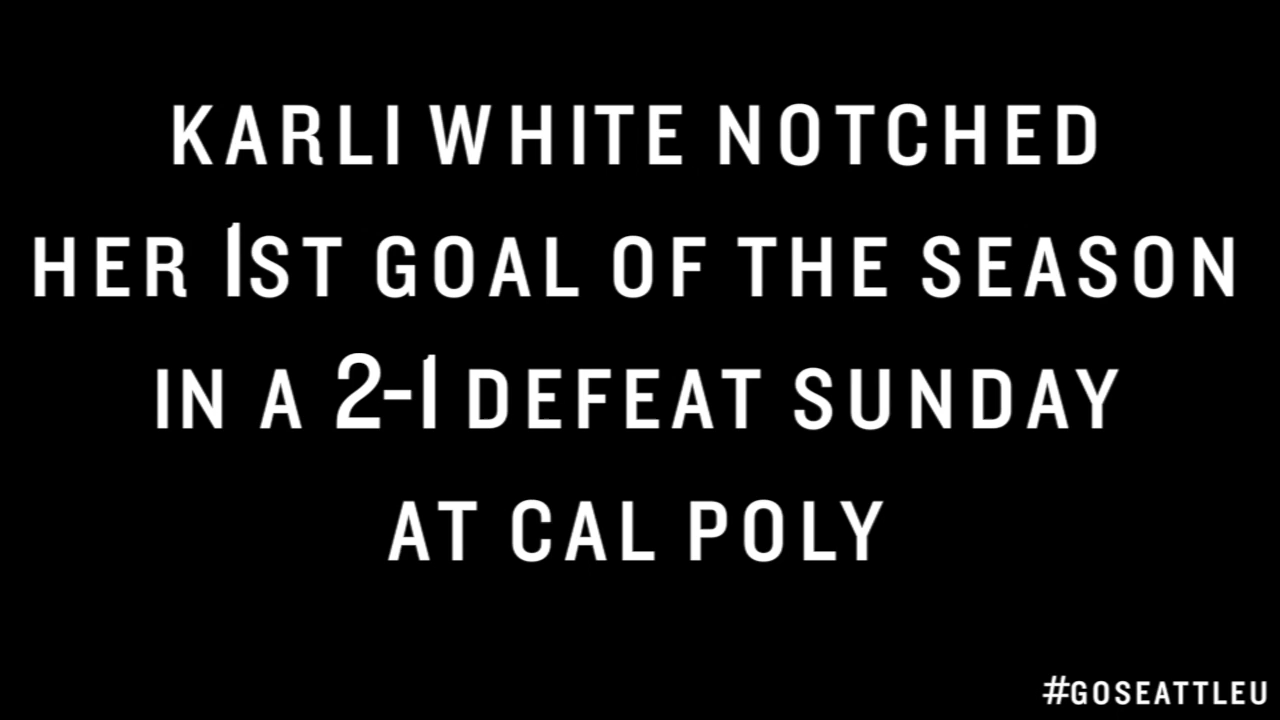 KARLI WHITE NOTCHED
HER 1ST GOAL OF THE SEASON
IN A 2-1 DEFEAT SUNDAY
AT CAL POLY
#GOSEATTLEU